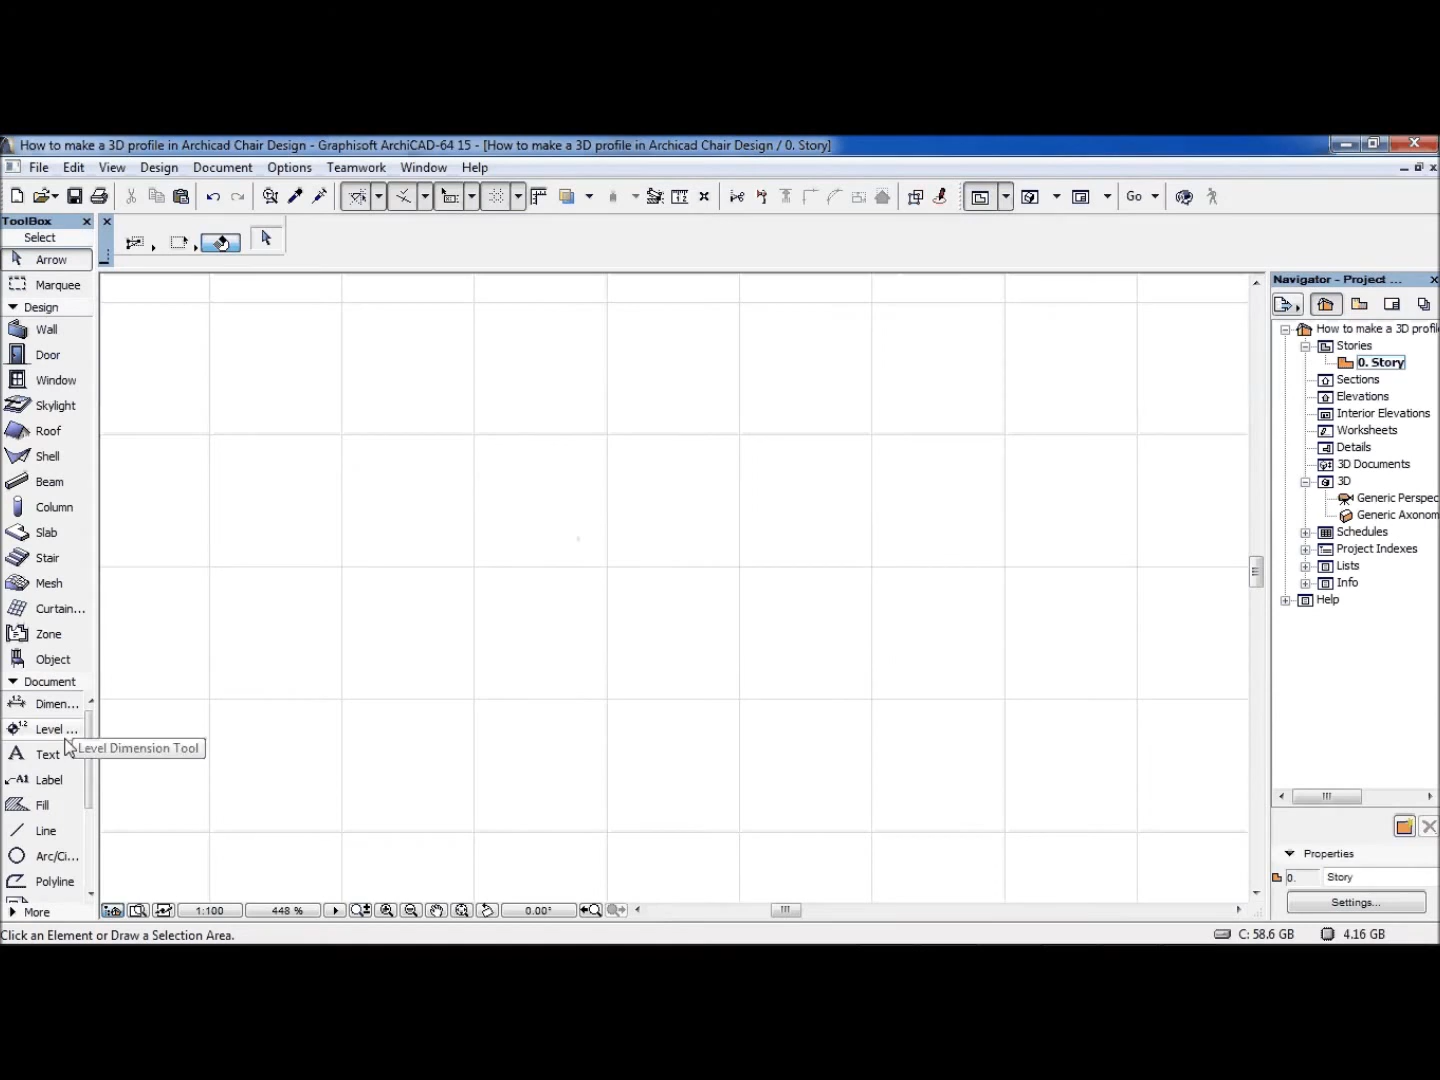 How to make a 3D profile in Archicad Chair Design - Graphisoft ArchiCAD-64 15 - [How to make a 3D profile in Archicad Chair Design / 0. Story]
File Edit View Design Document Options Teamwork Window Help
Go
ToolBox
Select
Arrow
Marquee
Design
Wall
Door
Window
Skylight
Roof
Shell
Beam
Column
Slab
Stair
Mesh
Curtain...
Zone
Object
Document
1.2 Dimen...
1.2 Level ...
Level Dimension Tool
A Text
A1 Label
Fill
Line
Arc/Ci...
Polyline
More
Navigator - Project ...
How to make a 3D profil
Stories
0. Story
Sections
Elevations
Interior Elevations
Worksheets
Details
3D Documents
3D
Generic Perspec
Generic Axonom
Schedules
Project Indexes
Lists
Info
Help
Properties
0. Story
Settings...
1:100 448 % 0.00°
Click an Element or Draw a Selection Area.
C: 58.6 GB 4.16 GB